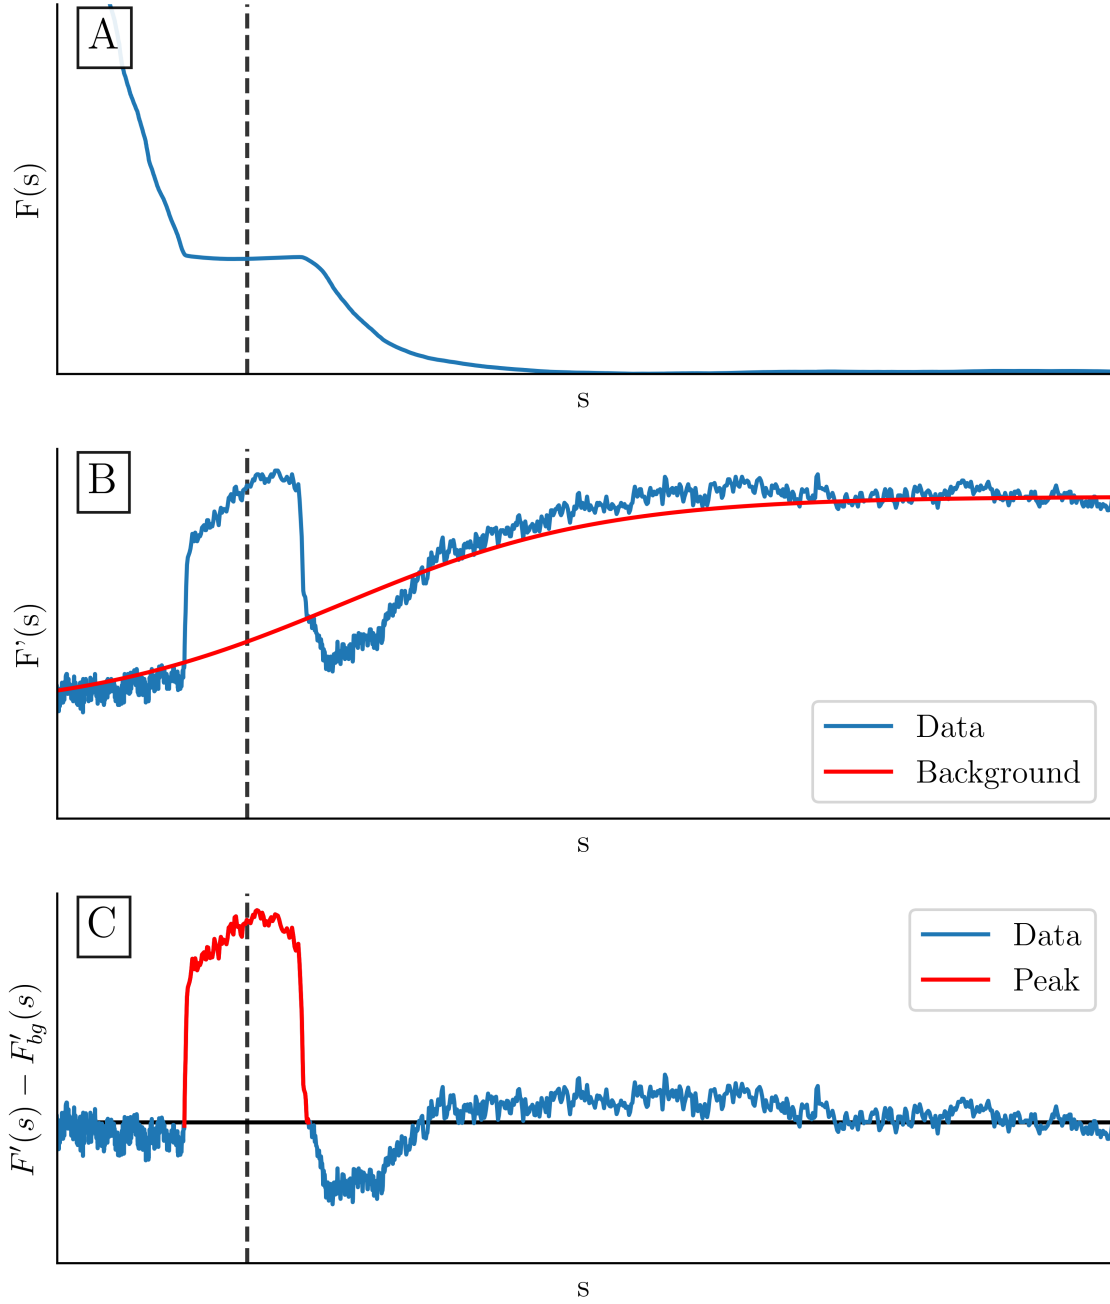 A
F(s)
s
B
F'(s)
Data
Background
s
C
Data
Peak
F′(s) − F′bg(s)
s